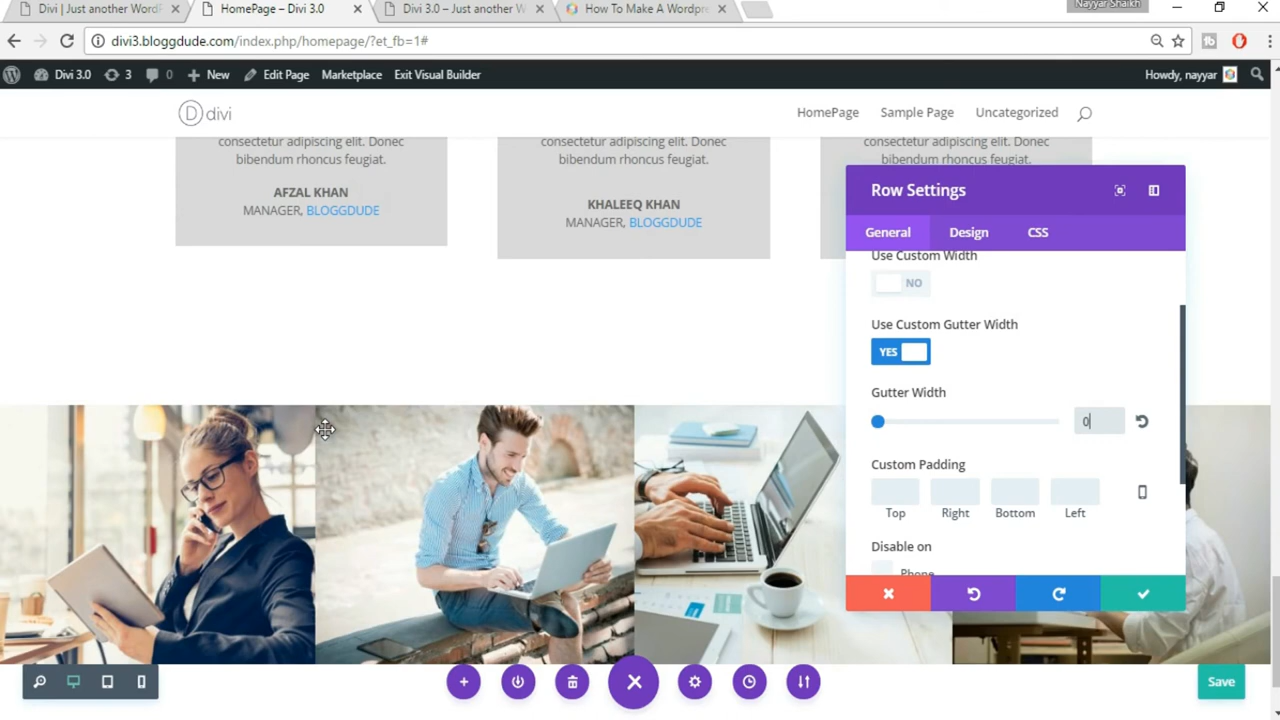 Divi | Just another WordP
HomePage – Divi 3.0
Divi 3.0 – Just another W
How To Make A Wordpre
Nayyar Shaikh
divi3.bloggdude.com/index.php/homepage/?et_fb=1#
Divi 3.0
3
0
New
Edit Page
Marketplace
Exit Visual Builder
Howdy, nayyar
D divi
HomePage
Sample Page
Uncategorized
consectetur adipiscing elit. Donec
bibendum rhoncus feugiat.
AFZAL KHAN
MANAGER, BLOGGDUDE
consectetur adipiscing elit. Donec
bibendum rhoncus feugiat.
KHALEEQ KHAN
MANAGER, BLOGGDUDE
consectetur adipiscing elit. Donec
bibendum rhoncus feugiat.
Row Settings
General
Design
CSS
Use Custom Width
NO
Use Custom Gutter Width
YES
Gutter Width
0
Custom Padding
Top
Right
Bottom
Left
Disable on
Phone
Save